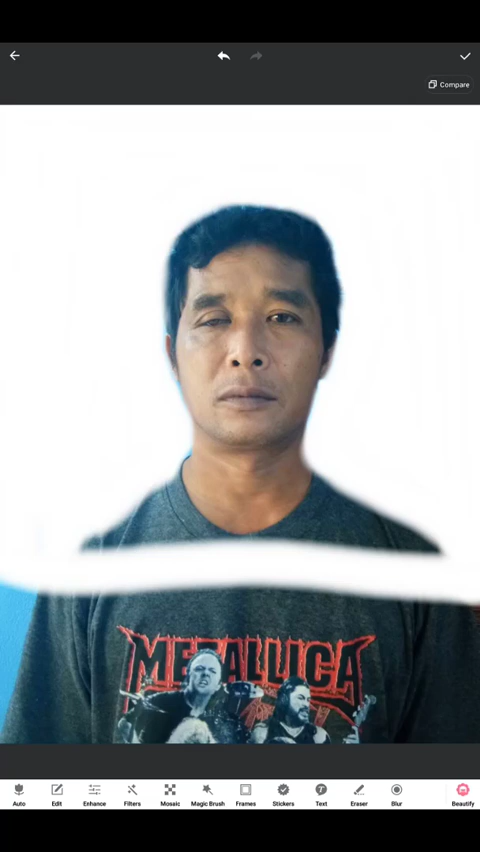 Compare
METALLICA
Auto
Edit
Enhance
Filters
Mosaic
Magic Brush
Frames
Stickers
Text
Eraser
Blur
Beautify